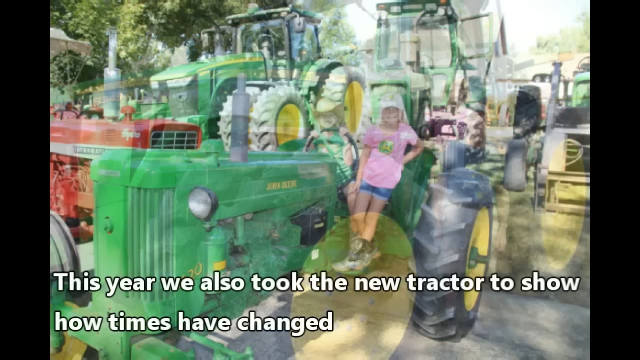 JOHN DEERE
This year we also took the new tractor to show
how times have changed